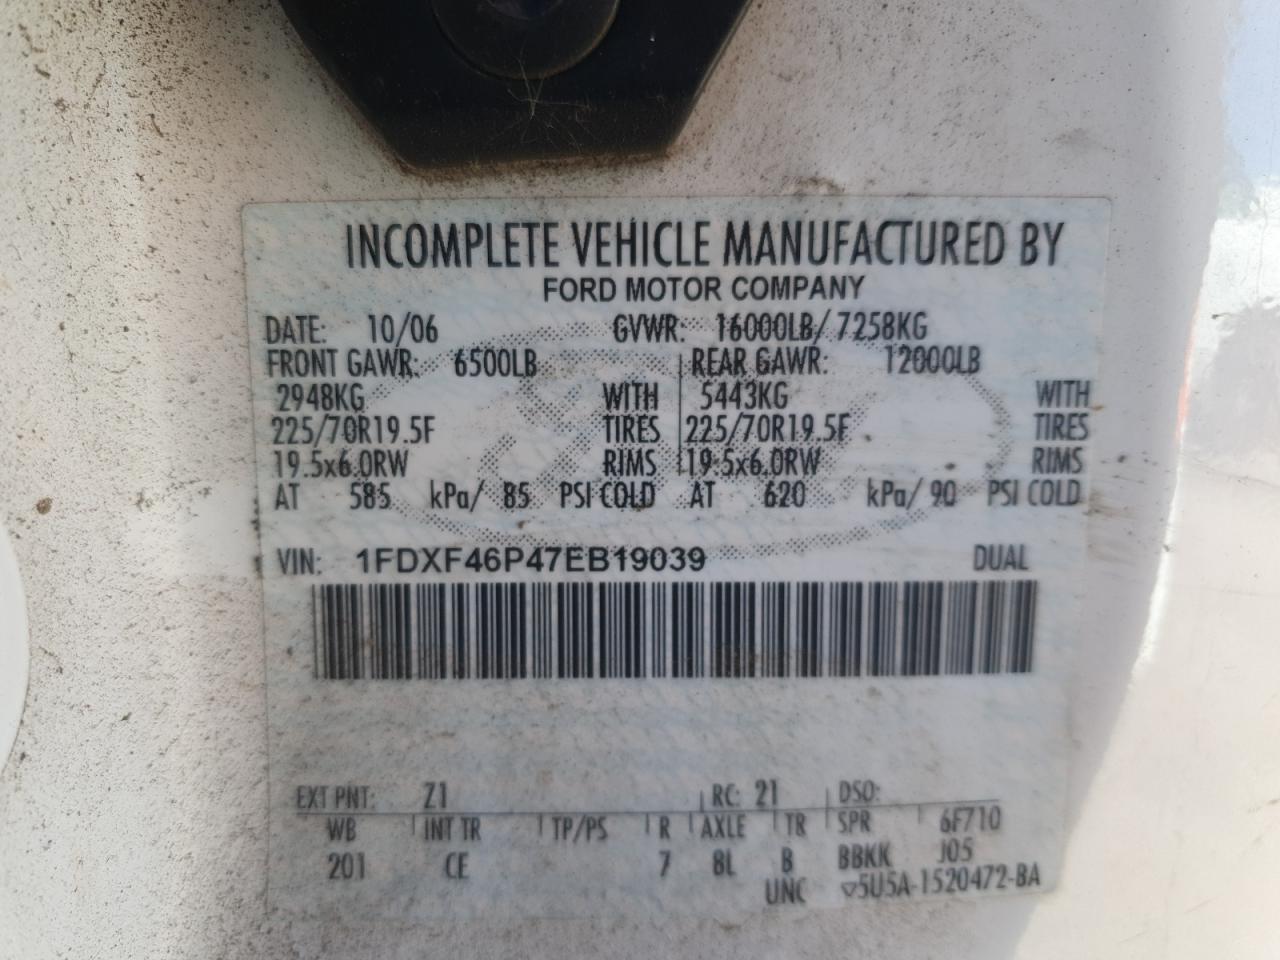 INCOMPLETE VEHICLE MANUFACTURED BY
FORD MOTOR COMPANY
DATE: 10/06 GVWR: 16000LB/ 7258KG
FRONT GAWR: 6500LB REAR GAWR: 12000LB
2948KG WITH 5443KG WITH
225/70R19.5F TIRES 225/70R19.5F TIRES
19.5x6.0RW RIMS 19.5x6.0RW RIMS
AT 585 kPa/ 85 PSI COLD AT 620 kPa/ 90 PSI COLD
VIN: 1FDXF46P47EB19039 DUAL
EXT PNT: Z1 RC: 21 DSO:
WB INT TR TP/PS R AXLE TR SPR 6F710
201 CE 7 8L B BBKK J05
UNC ▽5U5A-1520472-BA